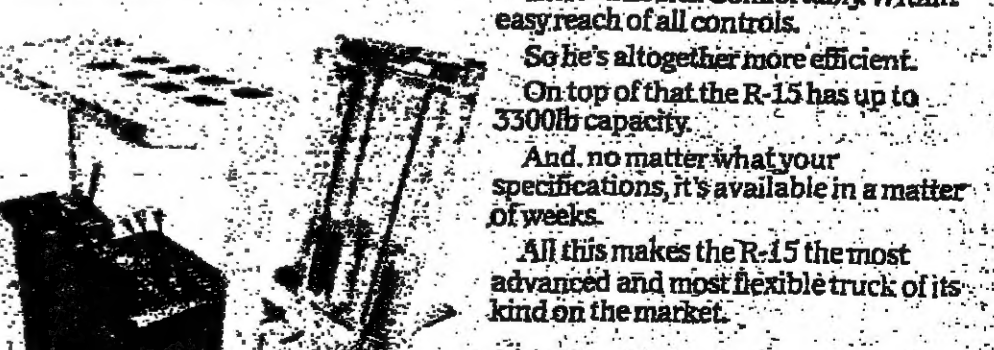 easy reach of all controls.
So he's altogether more efficient.
On top of that the R-15 has up to
3300lb capacity.
And. no matter what your
specifications, it's available in a matter
of weeks.
All this makes the R-15 the most
advanced and most flexible truck of its
kind on the market.